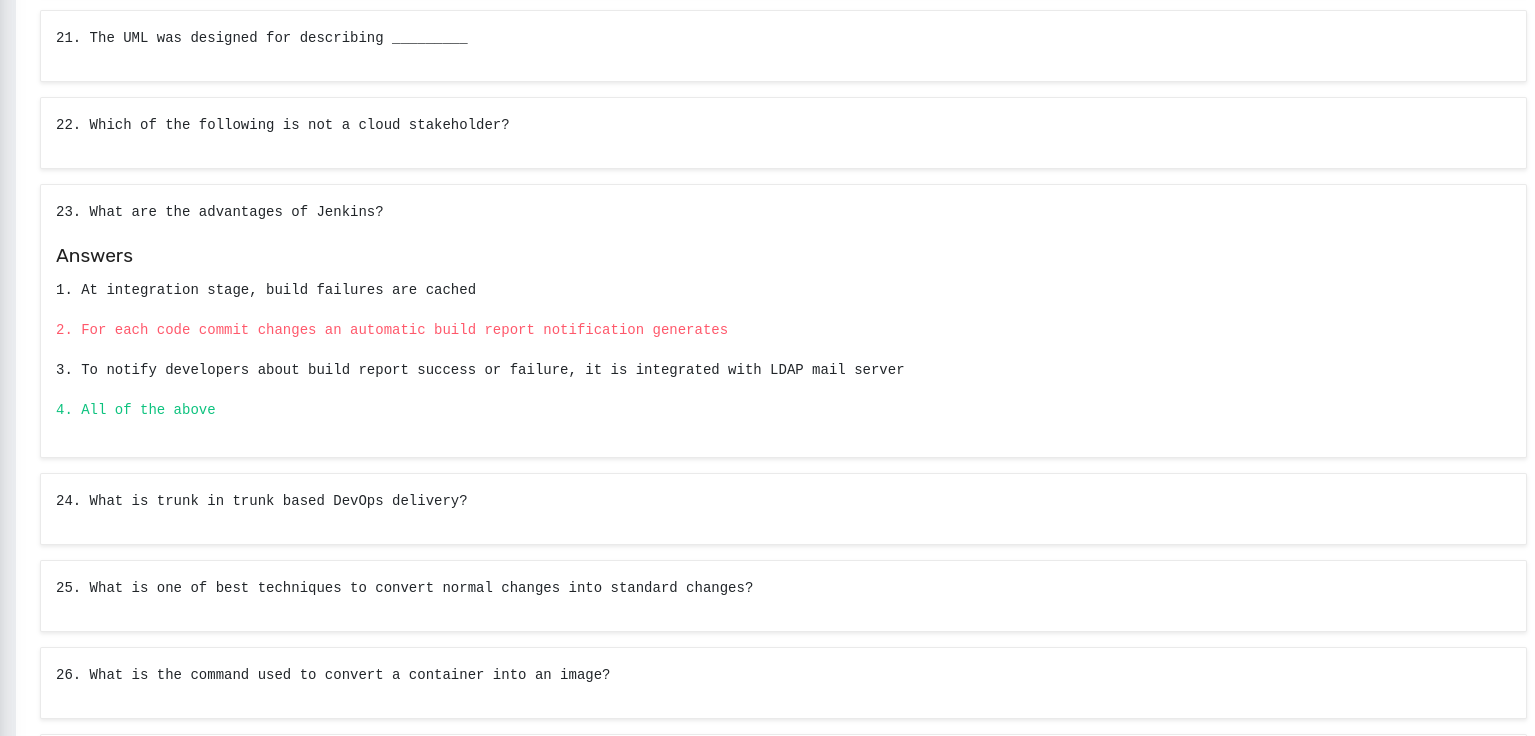 21. The UML was designed for describing _________
22. Which of the following is not a cloud stakeholder?
23. What are the advantages of Jenkins?
Answers
1. At integration stage, build failures are cached
2. For each code commit changes an automatic build report notification generates
3. To notify developers about build report success or failure, it is integrated with LDAP mail server
4. All of the above
24. What is trunk in trunk based DevOps delivery?
25. What is one of best techniques to convert normal changes into standard changes?
26. What is the command used to convert a container into an image?